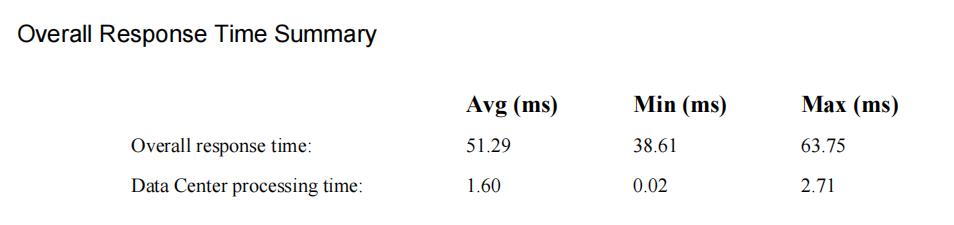 Overall Response Time Summary
Avg (ms) Min (ms) Max (ms)
Overall response time: 51.29 38.61 63.75
Data Center processing time: 1.60 0.02 2.71